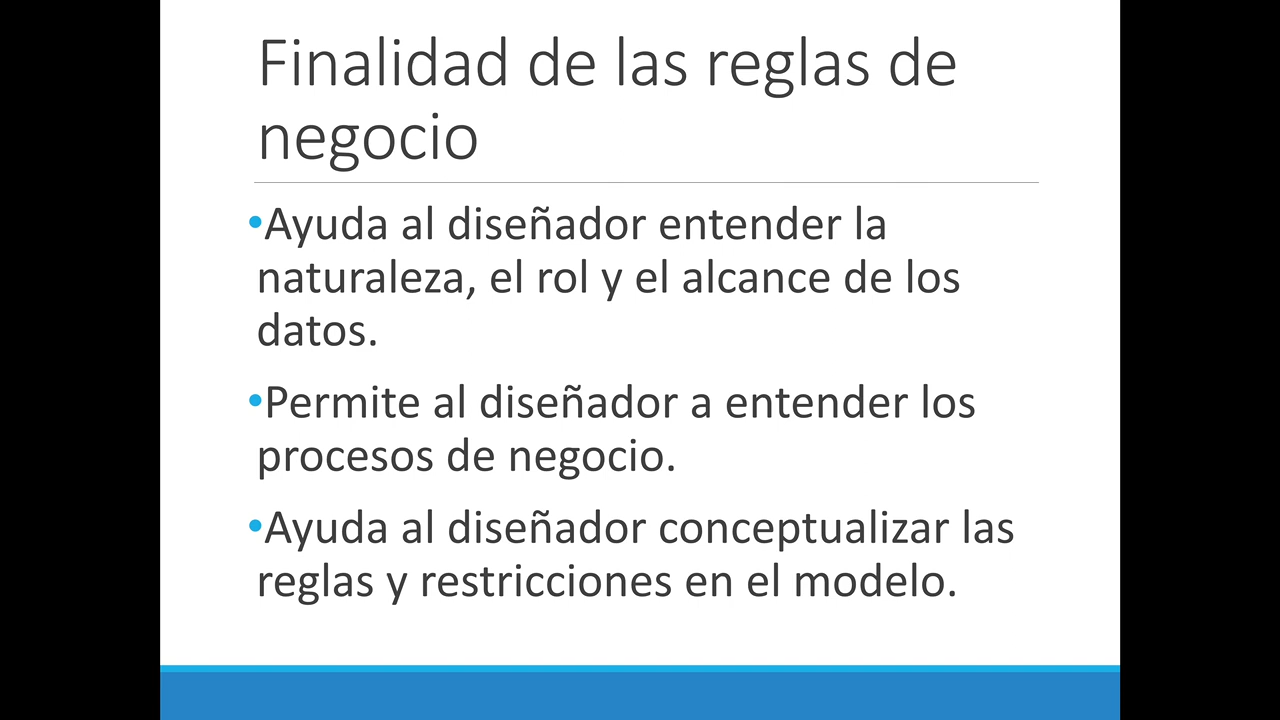 Finalidad de las reglas de
negocio
•Ayuda al diseñador entender la
naturaleza, el rol y el alcance de los
datos.
•Permite al diseñador a entender los
procesos de negocio.
•Ayuda al diseñador conceptualizar las
reglas y restricciones en el modelo.